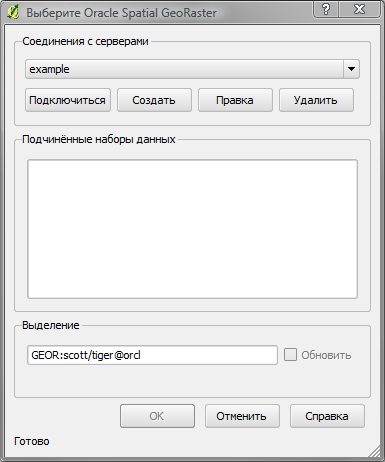 Выберите Oracle Spatial GeoRaster
Соединения с серверами
example
Подключиться Создать Правка Удалить
Подчинённые наборы данных
Выделение
GEOR:scott/tiger@orcl Обновить
OK Отменить Справка
Готово